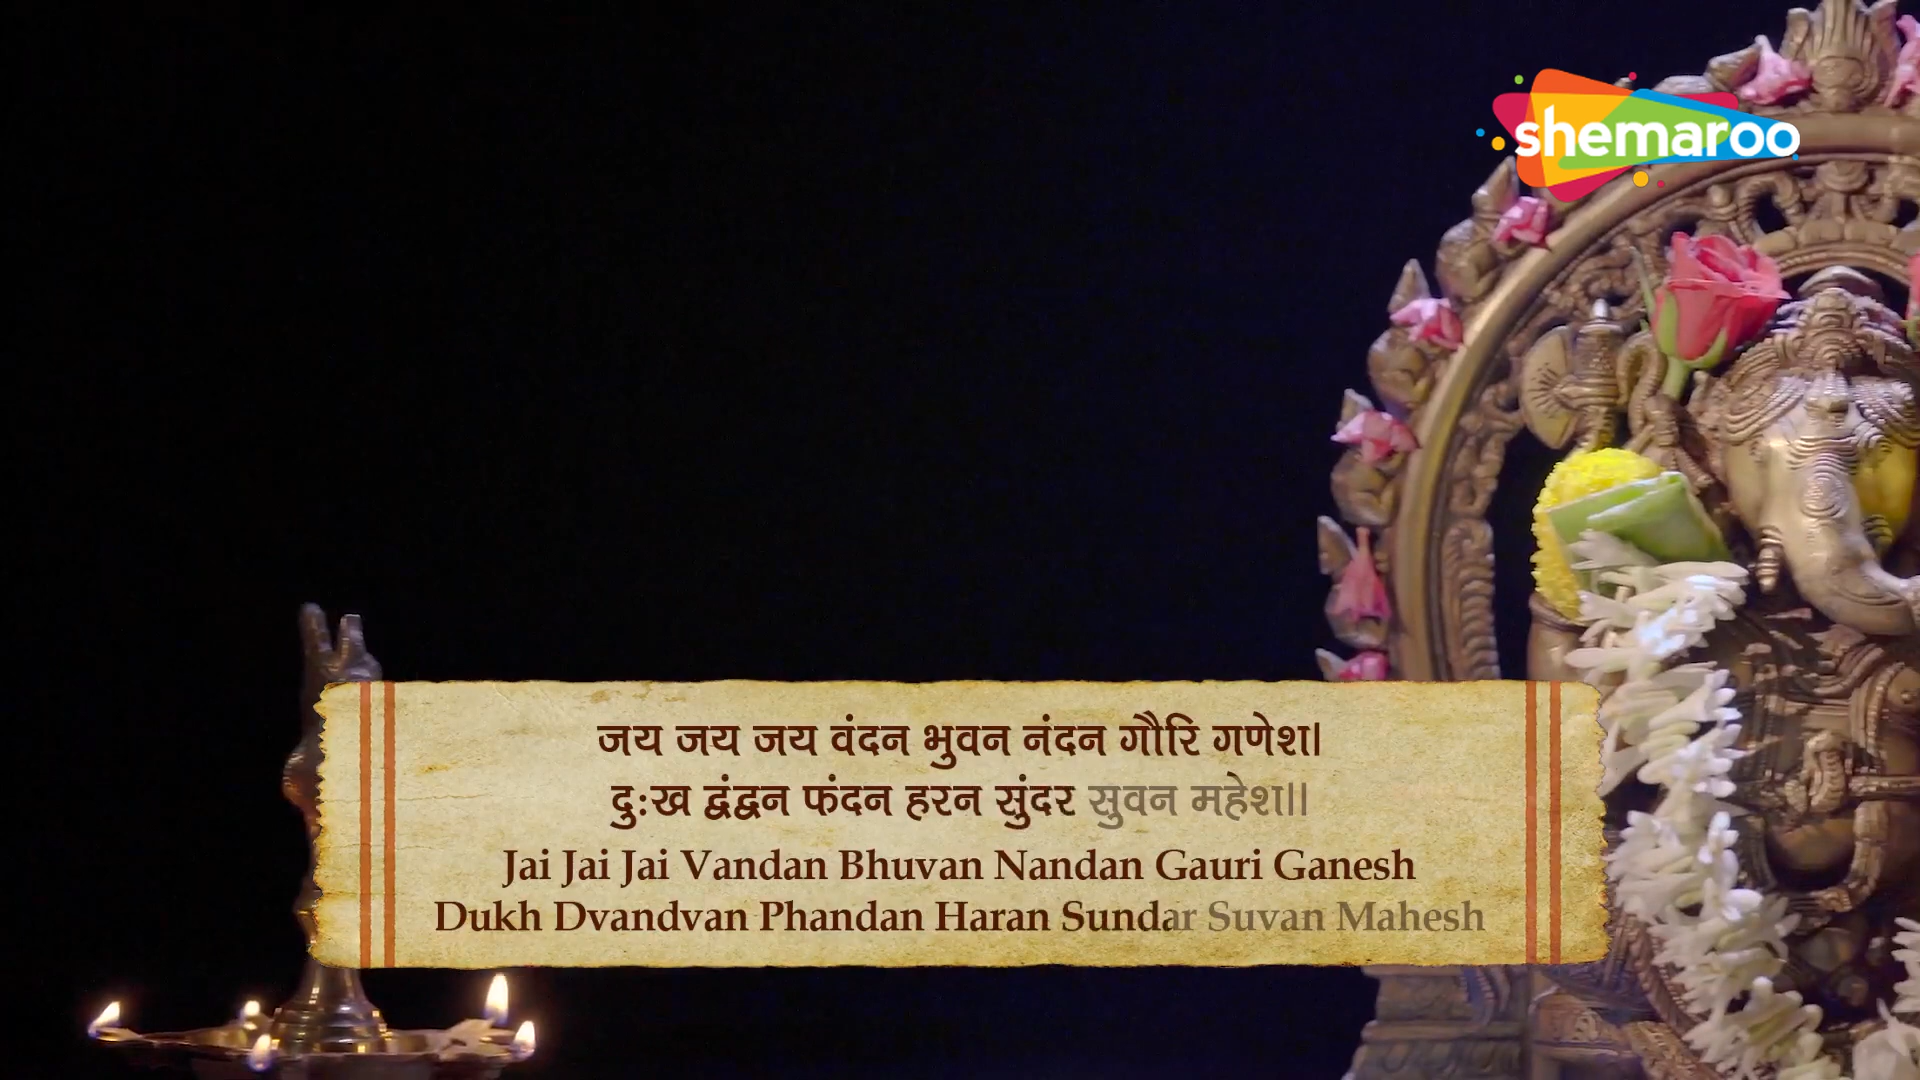 shemaroo
जय जय जय वंदन भुवन नंदन गौरि गणेश।
दुःख द्वंद्वन फंदन हरन सुंदर सुवन महेश।।
Jai Jai Jai Vandan Bhuvan Nandan Gauri Ganesh
Dukh Dvandvan Phandan Haran Sundar Suvan Mahesh